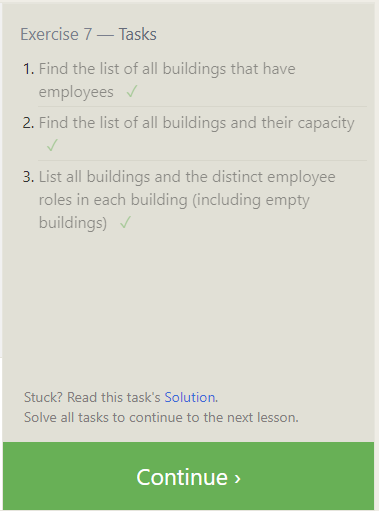 Exercise 7 — Tasks
1. Find the list of all buildings that have
employees ✓
2. Find the list of all buildings and their capacity
✓
3. List all buildings and the distinct employee
roles in each building (including empty
buildings) ✓
Stuck? Read this task's Solution.
Solve all tasks to continue to the next lesson.
Continue ›